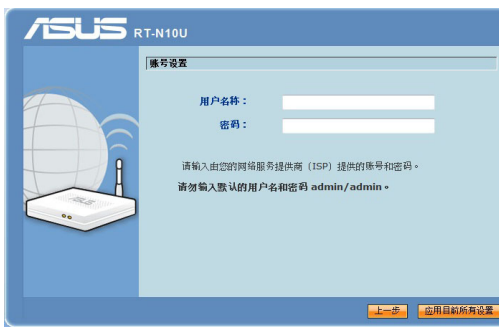 ASUS RT-N10U
账号设置
用户名称：
密码：
请输入由您的网络服务提供商（ISP）提供的账号和密码。
请勿输入默认的用户名和密码 admin/admin。
ASUS
上一步 应用目前所有设置